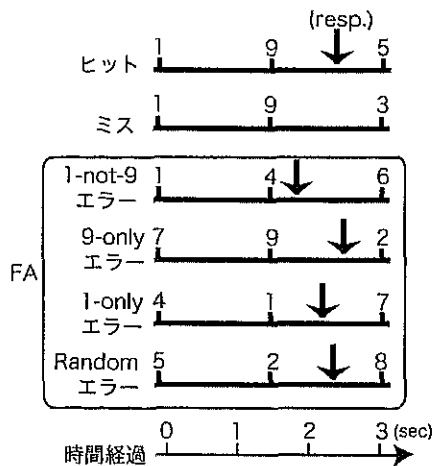 (resp.)
1 9 5
ヒット
1 9 3
ミス
1-not-9 1 4 6
エラー
9-only 7 9 2
エラー
FA
1-only 4 1 7
エラー
Random 5 2 8
エラー
0 1 2 3 (sec)
時間経過